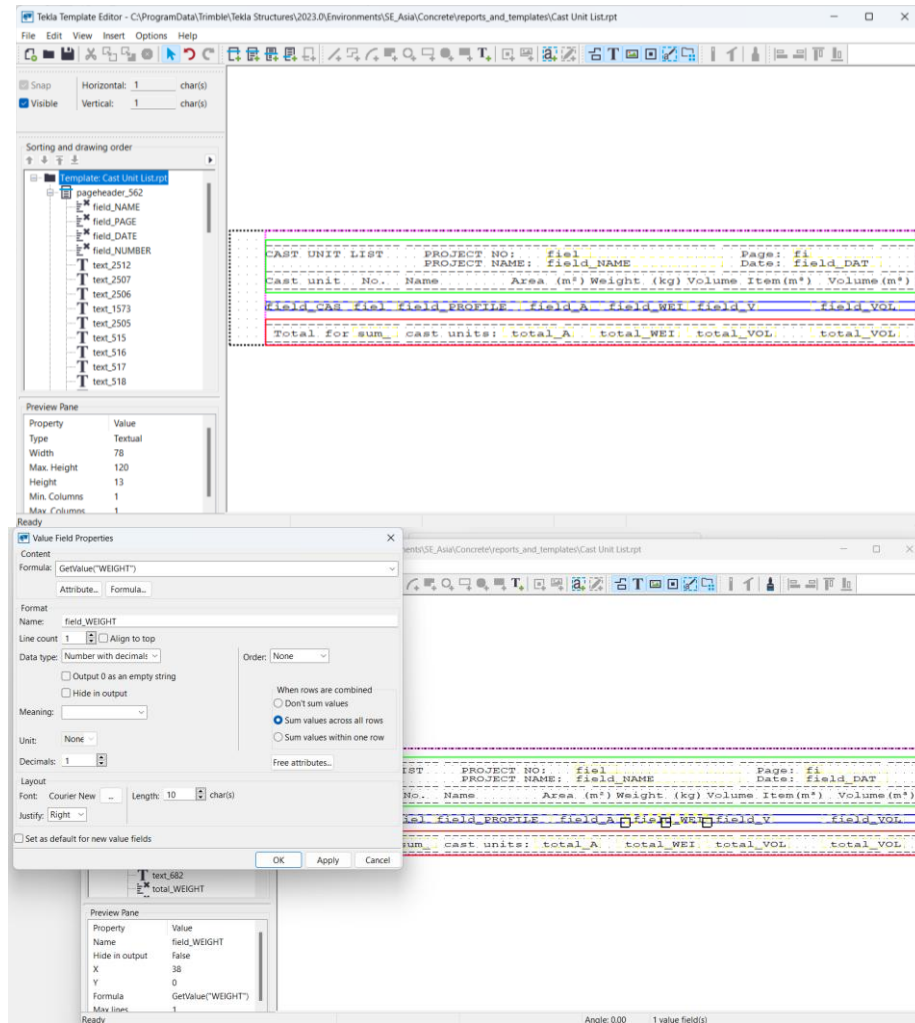 Tekla Template Editor - C:\ProgramData\Trimble\Tekla Structures\2023.0\Environments\SE_Asia\Concrete\reports_and_templates\Cast Unit List.rpt
File Edit View Insert Options Help
Snap Horizontal: 1 char(s)
Visible Vertical: 1 char(s)
Sorting and drawing order
Template: Cast Unit List.rpt
pageheader_562
field_NAME
field_PAGE
field_DATE
field_NUMBER
text_2512
text_2507
text_2506
text_1573
text_2505
text_515
text_516
text_517
text_518
CAST UNIT LIST PROJECT NO: fiel Page: fi
PROJECT NAME: field_NAME Date: field_DAT
Cast unit No. Name Area (m²) Weight (kg) Volume Item(m³) Volume(m³)
field_CAS fiel field_PROFILE field_A field_WEI field_V field_VOL
Total for sum_ cast units: total_A total_WEI total_VOL total_VOL
Preview Pane
Property Value
Type Textual
Width 78
Max. Height 120
Height 13
Min. Columns 1
Max Columns 1
Ready
Value Field Properties
Content
Formula: GetValue("WEIGHT")
Attribute... Formula...
Format
Name: field_WEIGHT
Line count 1 Align to top
Data type: Number with decimals Order: None
Output 0 as an empty string
Hide in output
Meaning:
When rows are combined
Don't sum values
Sum values across all rows
Sum values within one row
Unit: None
Decimals: 1
Free attributes...
Layout
Font: Courier New ... Length: 10 char(s)
Justify: Right
Set as default for new value fields
OK Apply Cancel
ents\SE_Asia\Concrete\reports_and_templates\Cast Unit List.rpt
IST PROJECT NO: fiel Page: fi
PROJECT NAME: field_NAME Date: field_DAT
No. Name Area (m²) Weight (kg) Volume Item(m³) Volume(m³)
iel field_PROFILE field_A field_WEI field_V field_VOL
sum_ cast units: total_A total_WEI total_VOL total_VOL
text_682
total_WEIGHT
Preview Pane
Property Value
Name field_WEIGHT
Hide in output False
X 38
Y 0
Formula GetValue("WEIGHT")
Max lines 1
Ready Angle: 0.00 1 value field(s)